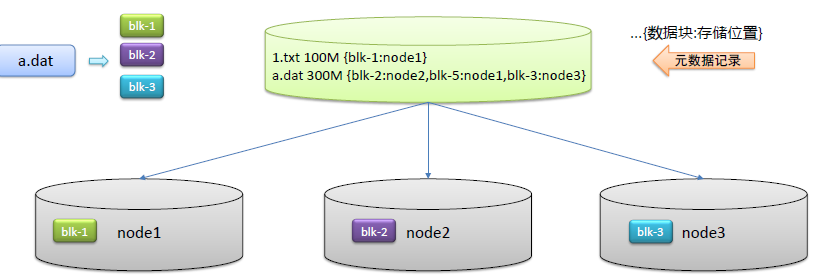 blk-1
a.dat
blk-2
blk-3
1.txt 100M {blk-1:node1}
a.dat 300M {blk-2:node2,blk-5:node1,blk-3:node3}
...{数据块:存储位置}
元数据记录
blk-1 node1
blk-2 node2
blk-3 node3